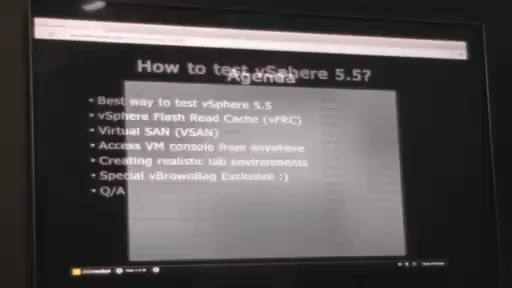 How to test vSphere 5.5?
Agenda
• Best way to test vSphere 5.5
• vSphere Flash Read Cache (vFRC)
• Virtual SAN (VSAN)
• Access VM console from anywhere
• Creating realistic lab environments
• Special vBrownBag Exclusive :)
• Q/A